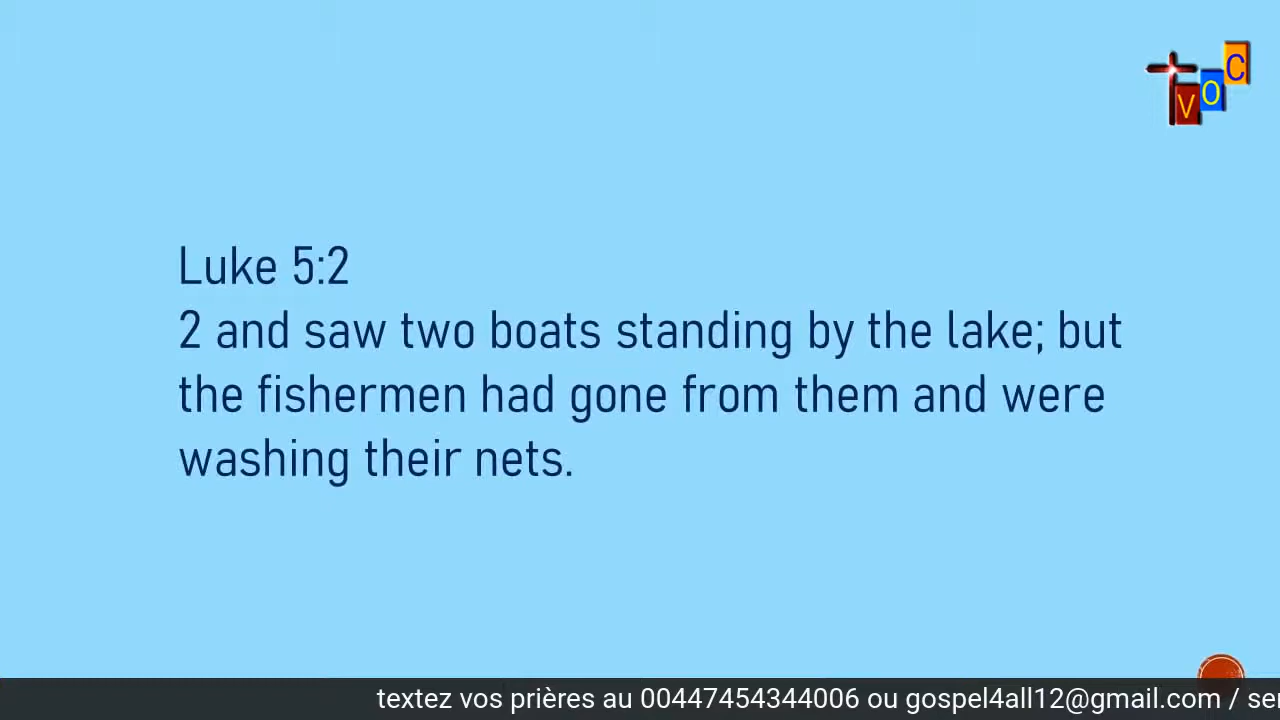 C
O
V
Luke 5:2
2 and saw two boats standing by the lake; but
the fishermen had gone from them and were
washing their nets.
textez vos prières au 00447454344006 ou gospel4all12@gmail.com / ser